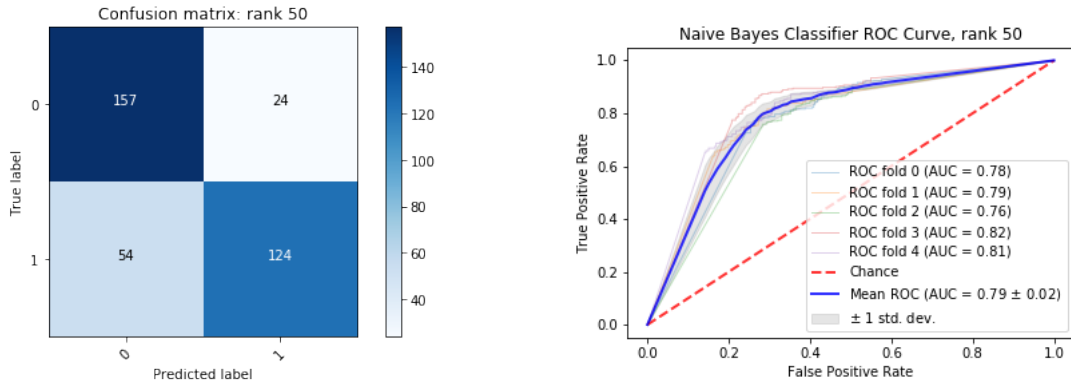 Confusion matrix: rank 50
0
1
True label
157
24
54
124
0
1
Predicted label
140
120
100
80
60
40
Naive Bayes Classifier ROC Curve, rank 50
1.0
0.8
0.6
0.4
0.2
0.0
True Positive Rate
ROC fold 0 (AUC = 0.78)
ROC fold 1 (AUC = 0.79)
ROC fold 2 (AUC = 0.76)
ROC fold 3 (AUC = 0.82)
ROC fold 4 (AUC = 0.81)
Chance
Mean ROC (AUC = 0.79 ± 0.02)
± 1 std. dev.
0.0
0.2
0.4
0.6
0.8
1.0
False Positive Rate